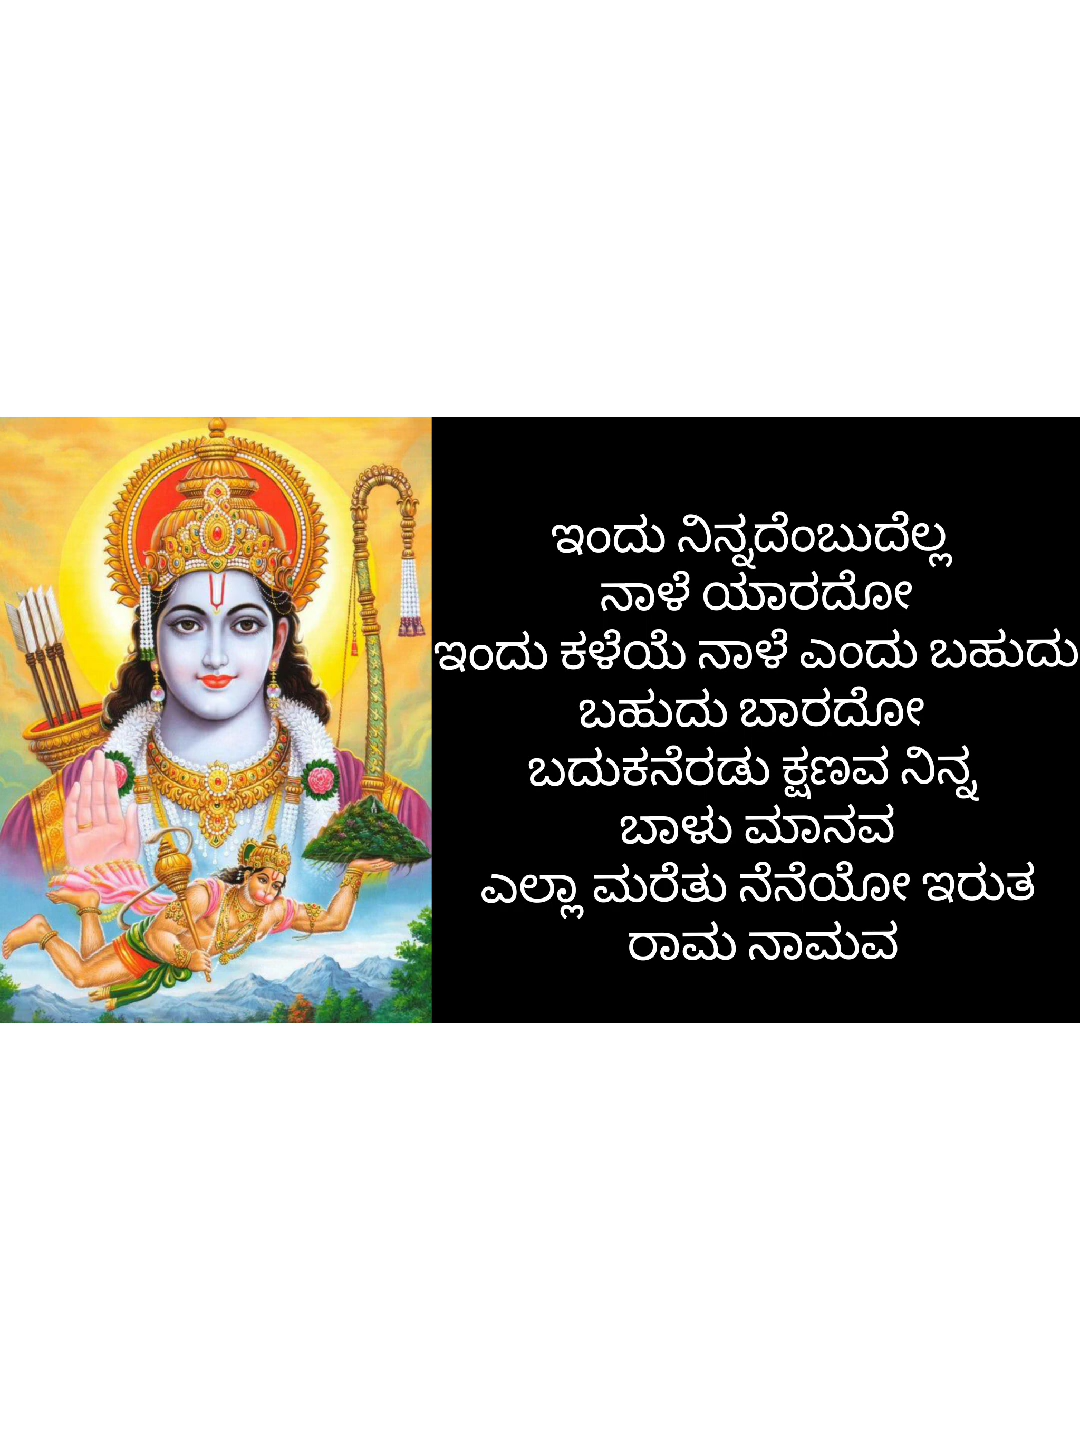 ಇಂದು ನಿನ್ನದೆಂಬುದೆಲ್ಲ
ನಾಳೆ ಯಾರದೋ
ಇಂದು ಕಳೆಯೆ ನಾಳೆ ಎಂದು ಬಹುದು
ಬಹುದು ಬಾರದೋ
ಬದುಕನೆರಡು ಕ್ಷಣವ ನಿನ್ನ
ಬಾಳು ಮಾನವ
ಎಲ್ಲಾ ಮರೆತು ನೆನೆಯೋ ಇರುತ
ರಾಮ ನಾಮವ